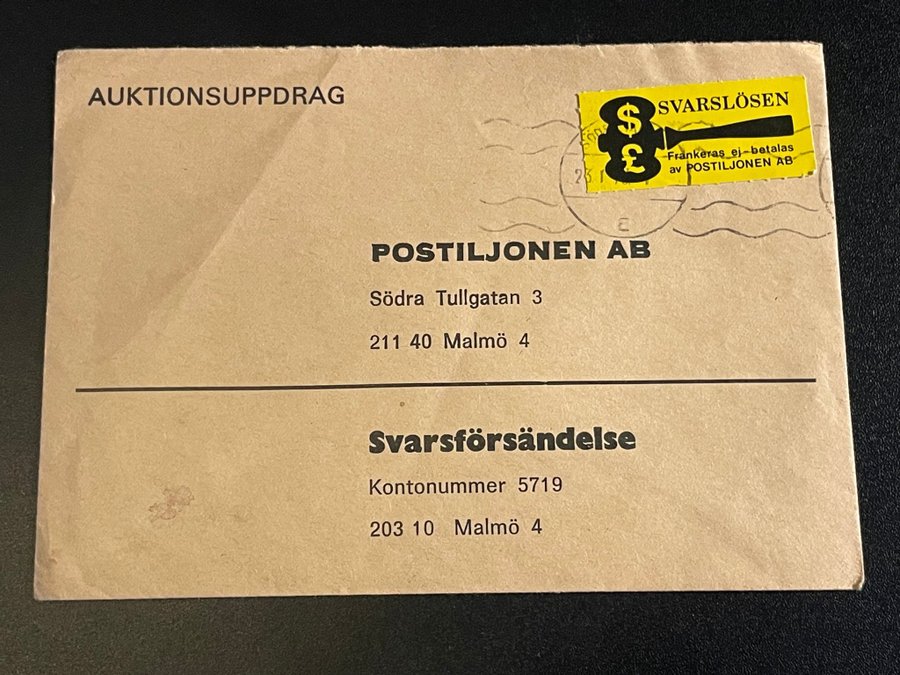 AUKTIONSUPPDRAG
$ SVARSLÖSEN
£ Frankeras ej - betalas
av POSTILJONEN AB
POSTILJONEN AB
Södra Tullgatan 3
211 40 Malmö 4
Svarsförsändelse
Kontonummer 5719
203 10 Malmö 4